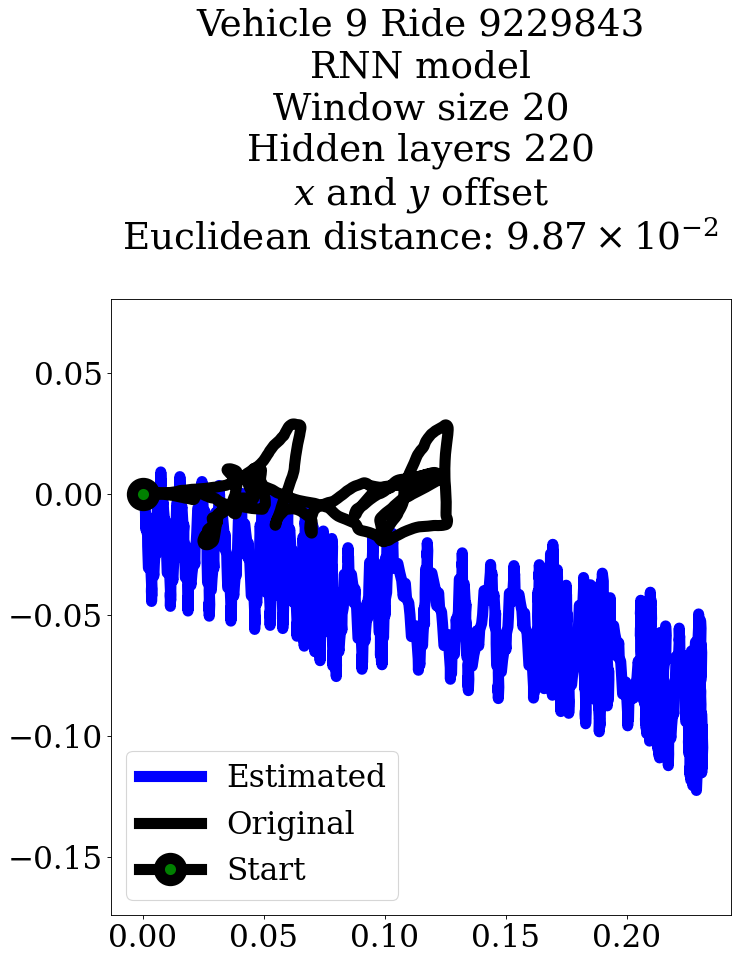 Vehicle 9 Ride 9229843
RNN model
Window size 20
Hidden layers 220
x and y offset
Euclidean distance: 9.87 × 10⁻²
0.05
0.00
−0.05
−0.10
−0.15
Estimated
Original
Start
0.00 0.05 0.10 0.15 0.20